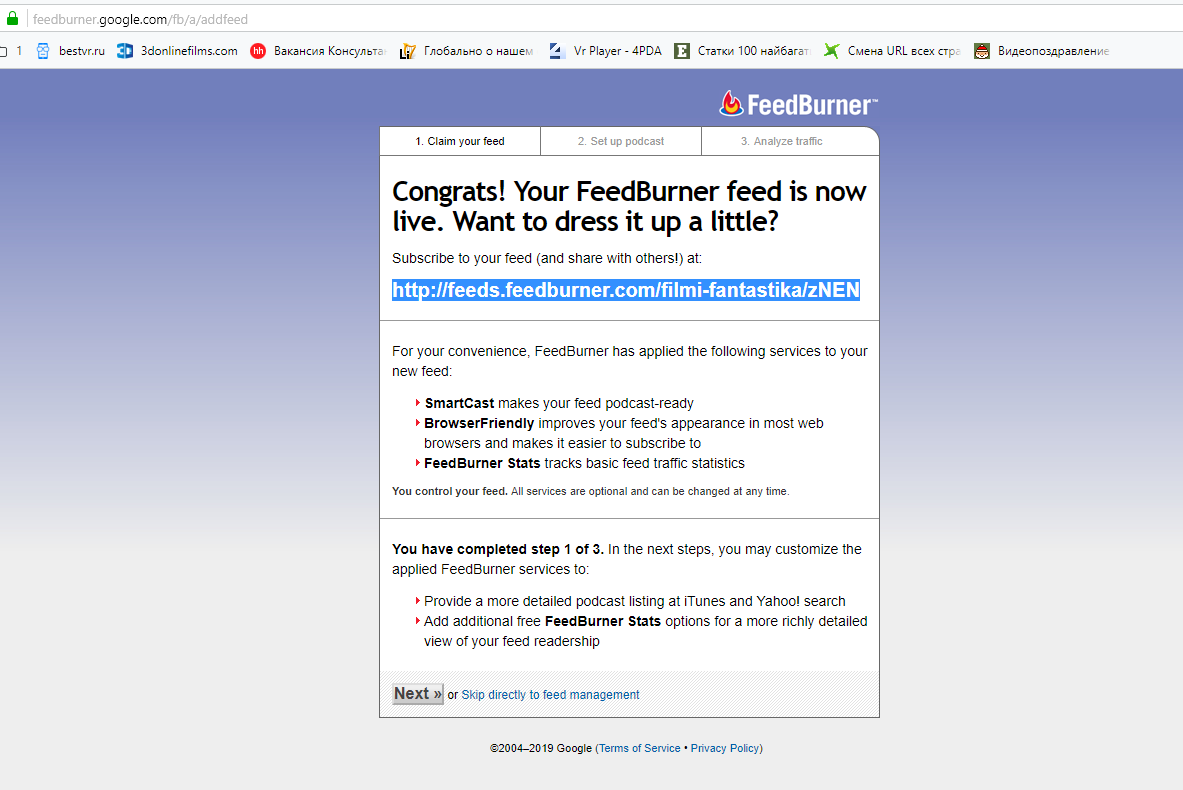 feedburner.google.com/fb/a/addfeed
1 bestvr.ru 3donlinefilms.com hh Вакансия Консульта Глобально о нашем Vr Player - 4PDA E Статки 100 найбагат Смена URL всех стра Видеопоздравление
FeedBurner™
1. Claim your feed 2. Set up podcast 3. Analyze traffic
Congrats! Your FeedBurner feed is now
live. Want to dress it up a little?
Subscribe to your feed (and share with others!) at:
http://feeds.feedburner.com/filmi-fantastika/zNEN
For your convenience, FeedBurner has applied the following services to your
new feed:
SmartCast makes your feed podcast-ready
BrowserFriendly improves your feed's appearance in most web
browsers and makes it easier to subscribe to
FeedBurner Stats tracks basic feed traffic statistics
You control your feed. All services are optional and can be changed at any time.
You have completed step 1 of 3. In the next steps, you may customize the
applied FeedBurner services to:
Provide a more detailed podcast listing at iTunes and Yahoo! search
Add additional free FeedBurner Stats options for a more richly detailed
view of your feed readership
Next » or Skip directly to feed management
©2004–2019 Google (Terms of Service • Privacy Policy)